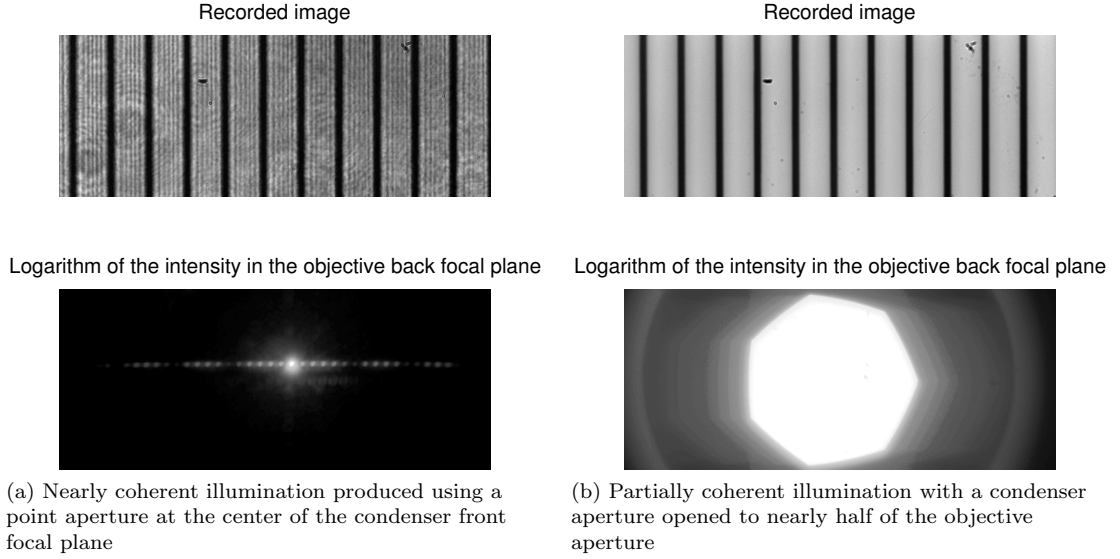 Recorded image
Recorded image
Logarithm of the intensity in the objective back focal plane
Logarithm of the intensity in the objective back focal plane
(a) Nearly coherent illumination produced using a
point aperture at the center of the condenser front
focal plane
(b) Partially coherent illumination with a condenser
aperture opened to nearly half of the objective
aperture